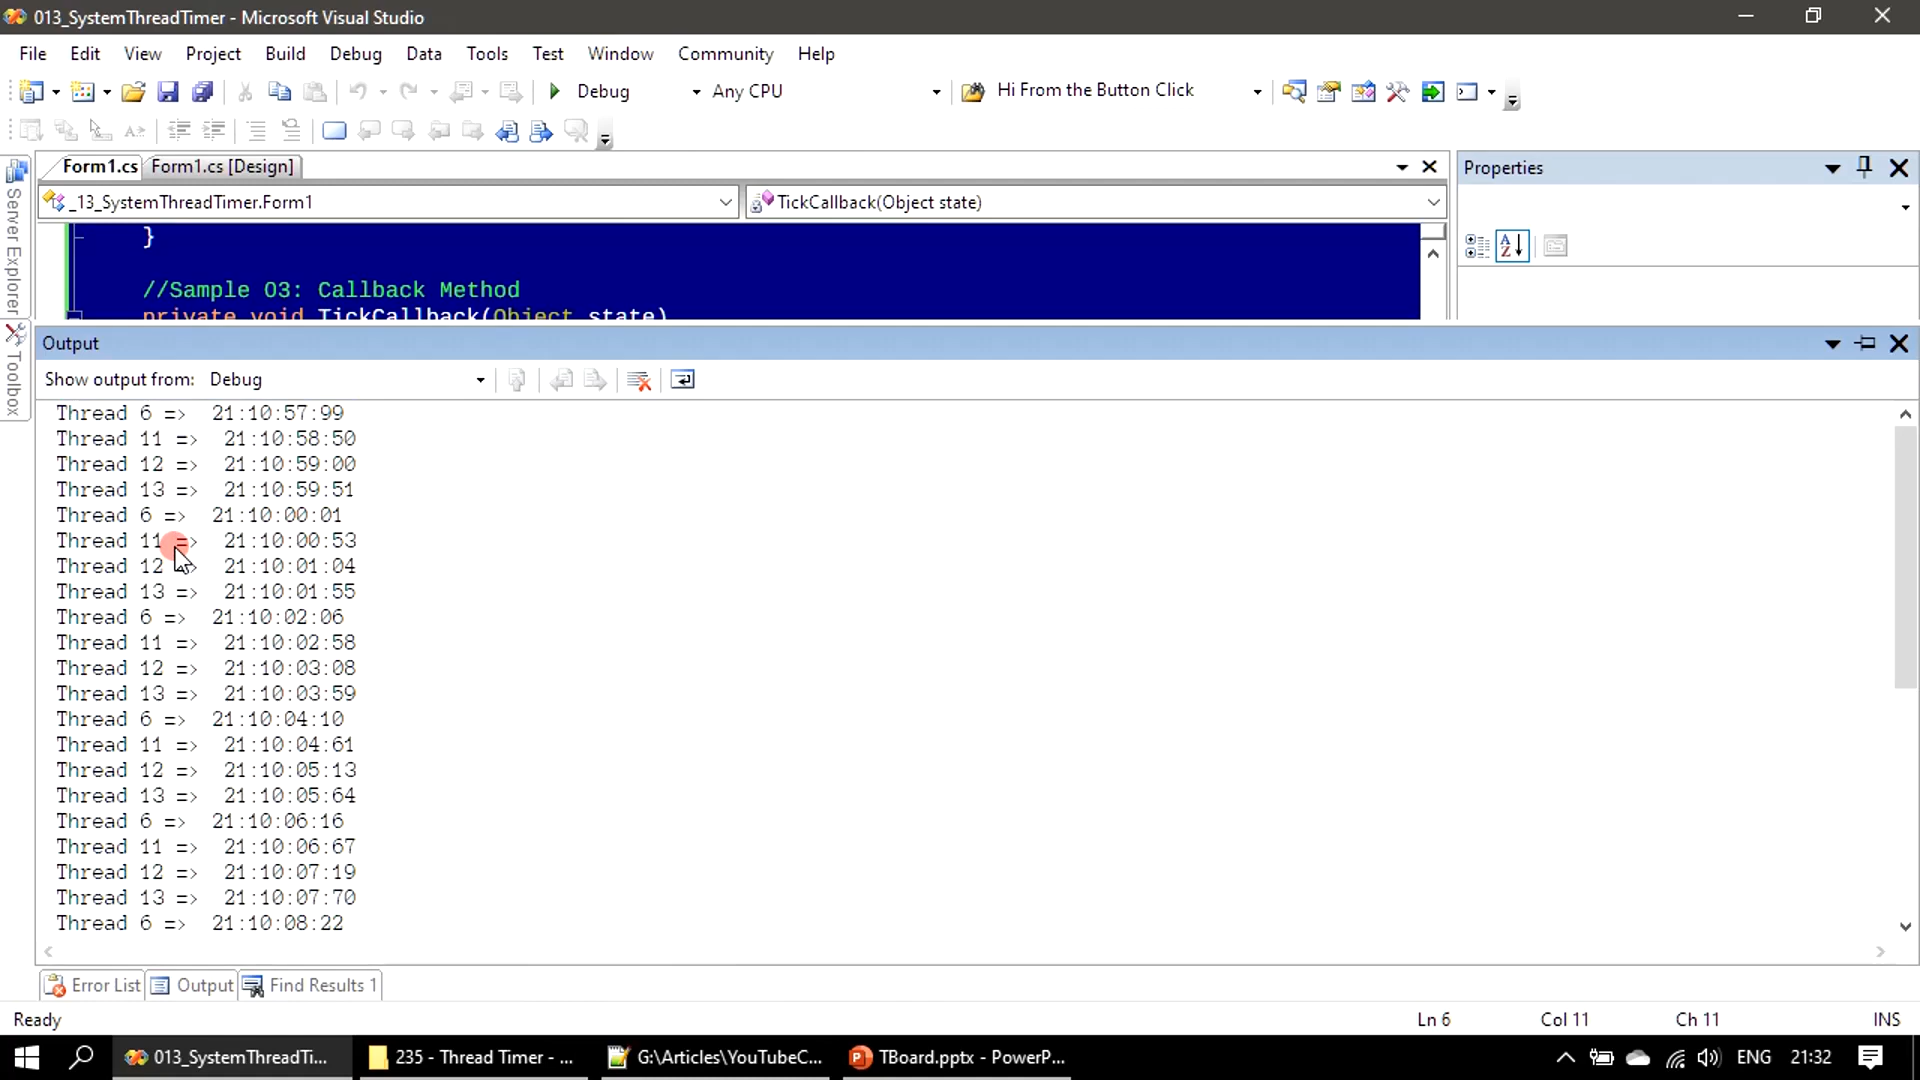 013_SystemThreadTimer - Microsoft Visual Studio
File Edit View Project Build Debug Data Tools Test Window Community Help
Debug Any CPU Hi From the Button Click
Server Explorer
Toolbox
Form1.cs Form1.cs [Design]
_13_SystemThreadTimer.Form1 TickCallback(Object state)
}
//Sample 03: Callback Method
private void TickCallback(Object state)
Properties
Output
Show output from: Debug
Thread 6 => 21:10:57:99
Thread 11 => 21:10:58:50
Thread 12 => 21:10:59:00
Thread 13 => 21:10:59:51
Thread 6 => 21:10:00:01
Thread 11 => 21:10:00:53
Thread 12 => 21:10:01:04
Thread 13 => 21:10:01:55
Thread 6 => 21:10:02:06
Thread 11 => 21:10:02:58
Thread 12 => 21:10:03:08
Thread 13 => 21:10:03:59
Thread 6 => 21:10:04:10
Thread 11 => 21:10:04:61
Thread 12 => 21:10:05:13
Thread 13 => 21:10:05:64
Thread 6 => 21:10:06:16
Thread 11 => 21:10:06:67
Thread 12 => 21:10:07:19
Thread 13 => 21:10:07:70
Thread 6 => 21:10:08:22
Error List Output Find Results 1
Ready Ln 6 Col 11 Ch 11 INS
013_SystemThreadTi... 235 - Thread Timer - ... G:\Articles\YouTubeC... TBoard.pptx - PowerP... ENG 21:32